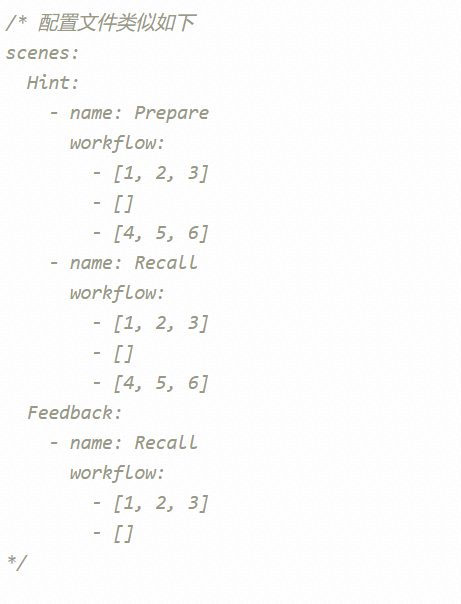 /* 配置文件类似如下
scenes:
  Hint:
    - name: Prepare
      workflow:
        - [1, 2, 3]
        - []
        - [4, 5, 6]
    - name: Recall
      workflow:
        - [1, 2, 3]
        - []
        - [4, 5, 6]
  Feedback:
    - name: Recall
      workflow:
        - [1, 2, 3]
        - []
*/